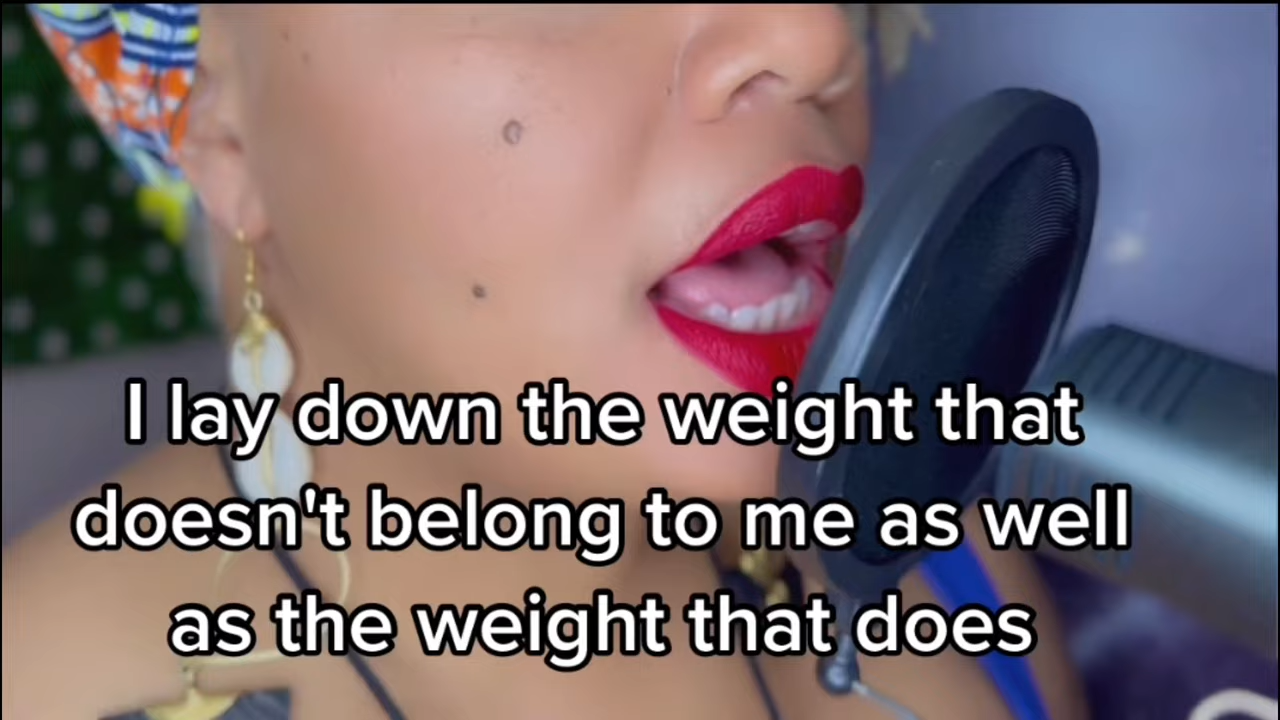 I lay down the weight that
doesn't belong to me as well
as the weight that does